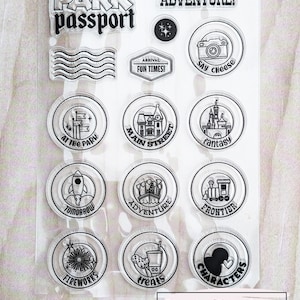 PARK
passport
ADVENTURE!
ARRIVAL
FUN TIMES!
SAY CHEESE
AT THE PARK
MAIN STREET
FANTASY
TOMORROW
ADVENTURE
FRONTIER
FIREWORKS
TREATS
CHARACTERS